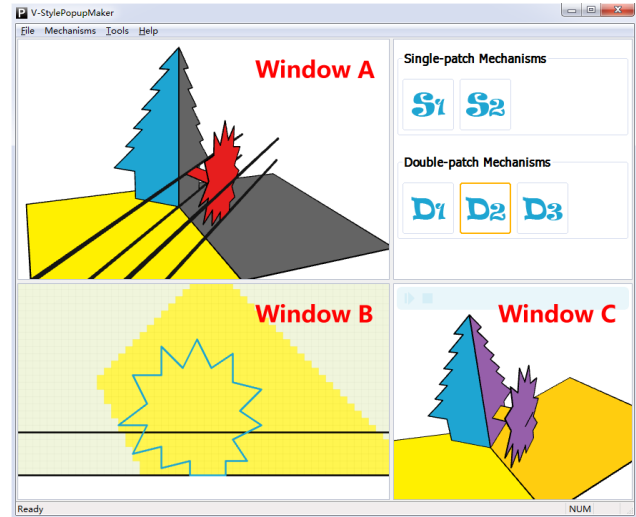 V-StylePopupMaker
File Mechanisms Tools Help
Window A
Single-patch Mechanisms
S1 S2
Double-patch Mechanisms
D1 D2 D3
Window B
Window C
Ready NUM